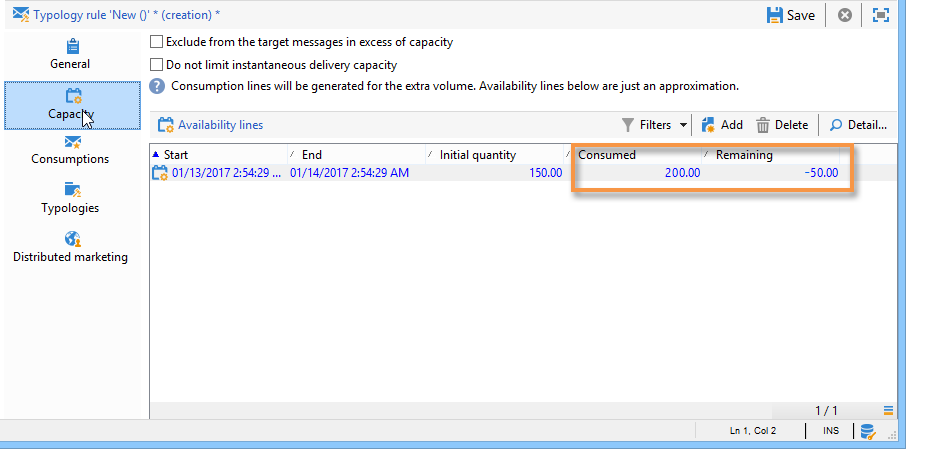 Typology rule 'New ()' * (creation) *
Save
General
Capacity
Consumptions
Typologies
Distributed marketing
Exclude from the target messages in excess of capacity
Do not limit instantaneous delivery capacity
? Consumption lines will be generated for the extra volume. Availability lines below are just an approximation.
Availability lines
Filters Add Delete Detail...
Start / End / Initial quantity / Consumed / Remaining
01/13/2017 2:54:29 ... 01/14/2017 2:54:29 AM 150.00 200.00 -50.00
1 / 1
Ln 1, Col 2 INS